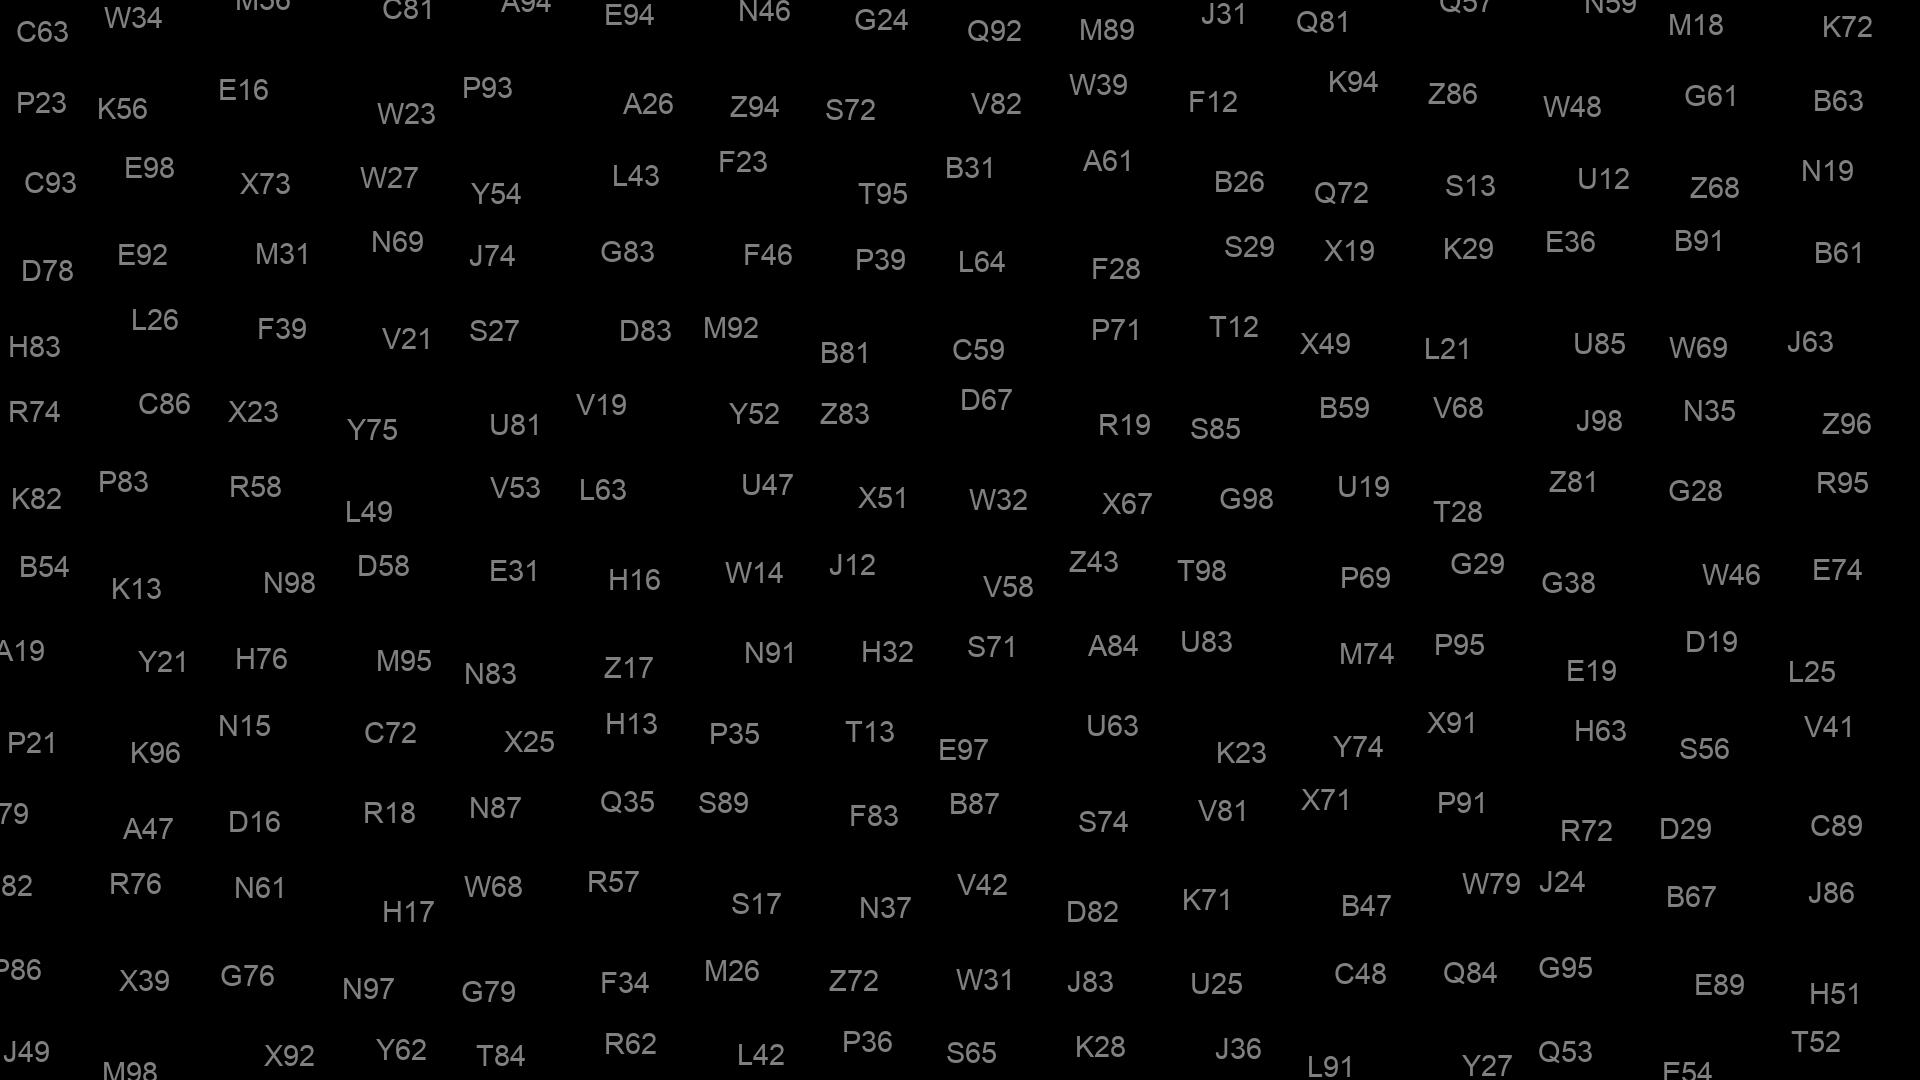 C63 W34 M56 C81 A94 E94 N46 G24 Q92 M89 J31 Q81 Q57 N59 M18 K72
P23 K56 E16 W23 P93 A26 Z94 S72 V82 W39 F12 K94 Z86 W48 G61 B63
C93 E98 X73 W27 Y54 L43 F23 T95 B31 A61 B26 Q72 S13 U12 Z68 N19
D78 E92 M31 N69 J74 G83 F46 P39 L64 F28 S29 X19 K29 E36 B91 B61
H83 L26 F39 V21 S27 D83 M92 B81 C59 P71 T12 X49 L21 U85 W69 J63
R74 C86 X23 Y75 U81 V19 Y52 Z83 D67 R19 S85 B59 V68 J98 N35 Z96
K82 P83 R58 L49 V53 L63 U47 X51 W32 X67 G98 U19 T28 Z81 G28 R95
B54 K13 N98 D58 E31 H16 W14 J12 V58 Z43 T98 P69 G29 G38 W46 E74
A19 Y21 H76 M95 N83 Z17 N91 H32 S71 A84 U83 M74 P95 E19 D19 L25
P21 K96 N15 C72 X25 H13 P35 T13 E97 U63 K23 Y74 X91 H63 S56 V41
79 A47 D16 R18 N87 Q35 S89 F83 B87 S74 V81 X71 P91 R72 D29 C89
82 R76 N61 H17 W68 R57 S17 N37 V42 D82 K71 B47 W79 J24 B67 J86
P86 X39 G76 N97 G79 F34 M26 Z72 W31 J83 U25 C48 Q84 G95 E89 H51
J49 M98 X92 Y62 T84 R62 L42 P36 S65 K28 J36 L91 Y27 Q53 T52